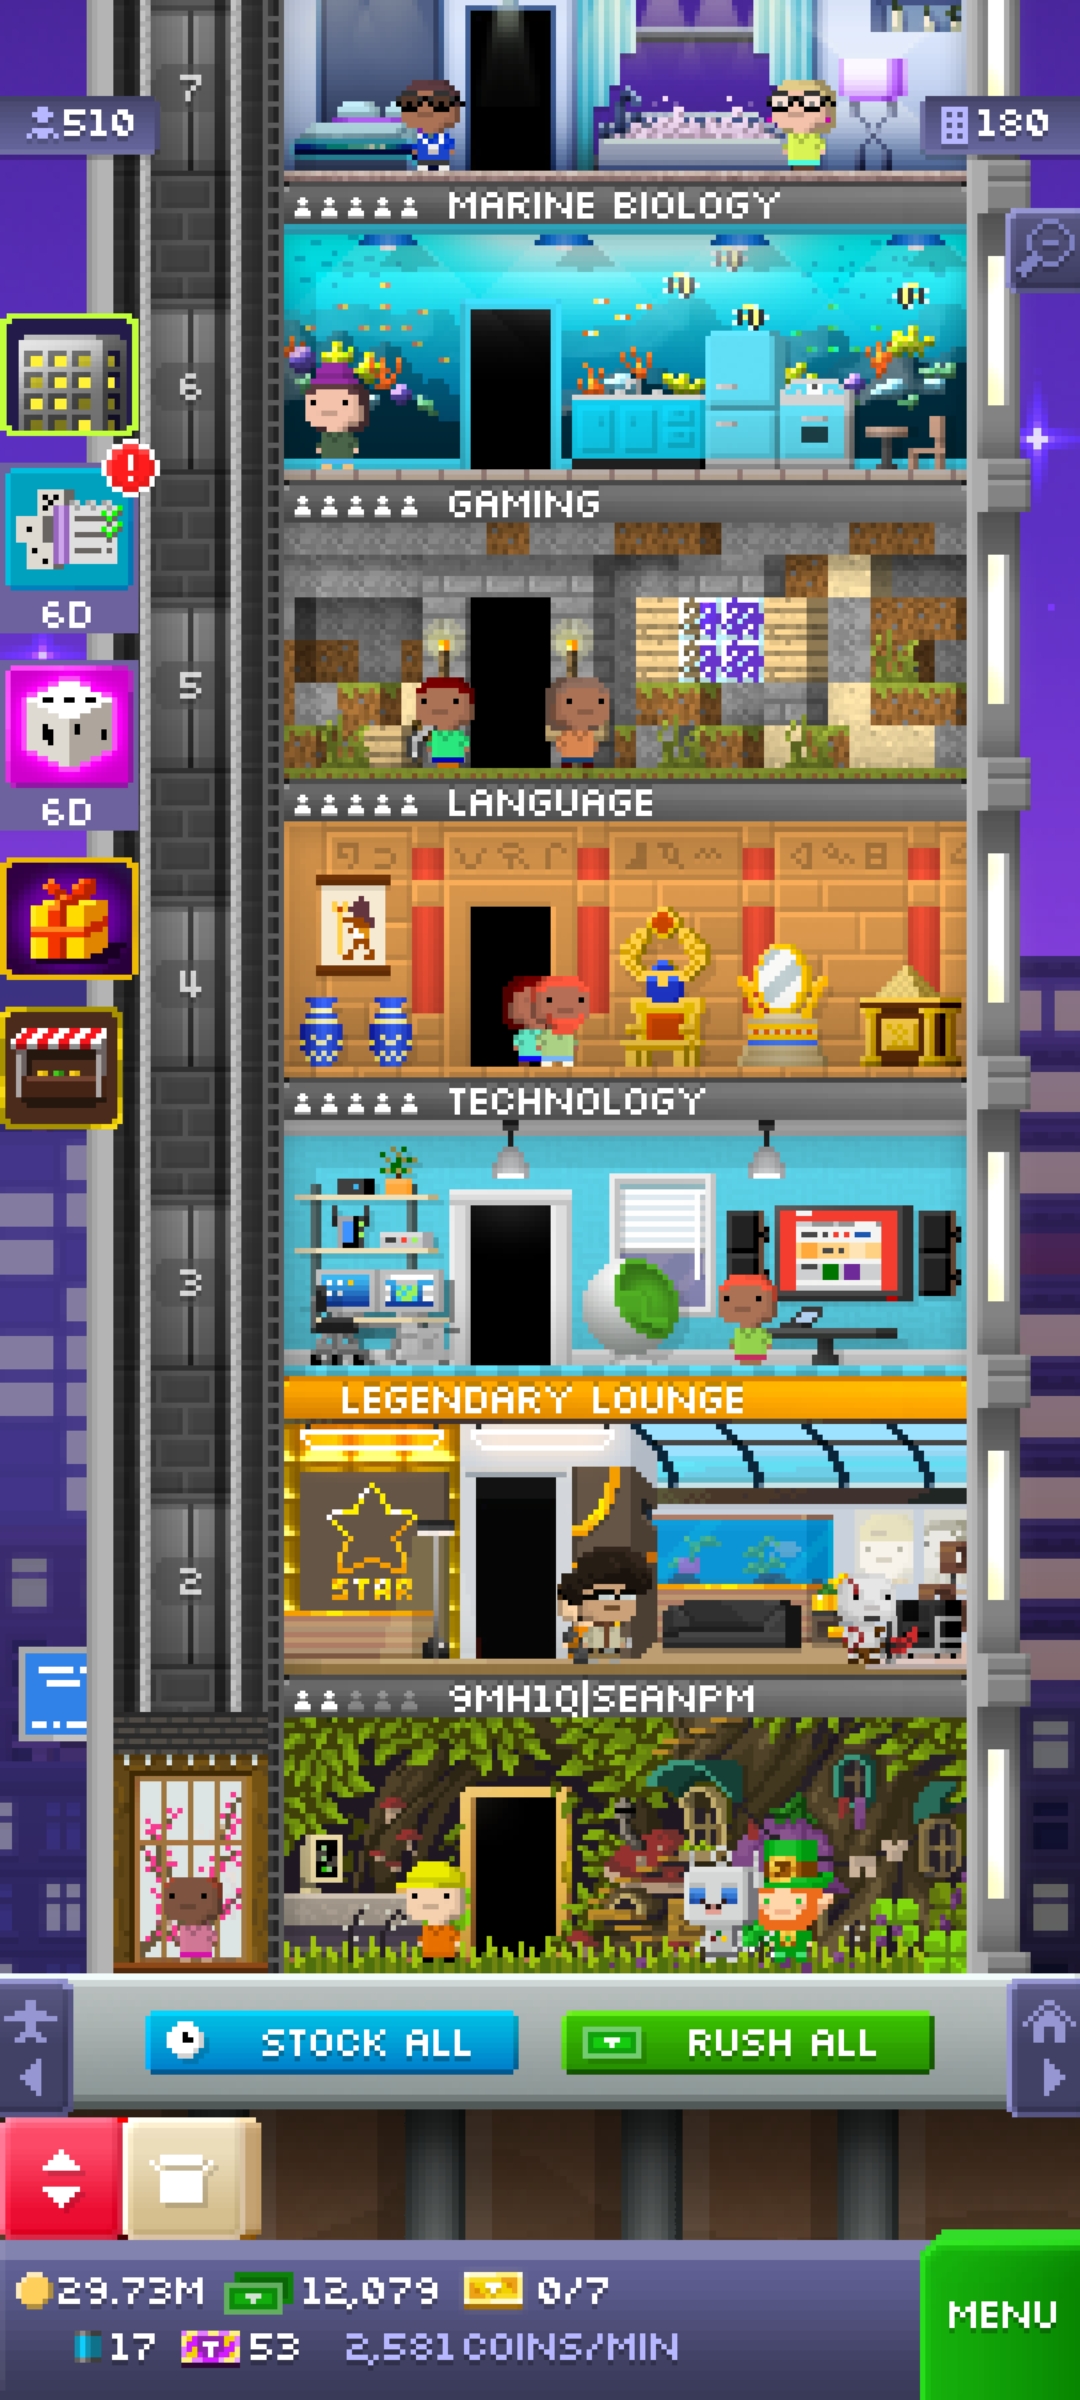 7
510
180
MARINE BIOLOGY
6
GAMING
6D
5
6D
LANGUAGE
4
TECHNOLOGY
3
LEGENDARY LOUNGE
STAR
2
9MH1Q|SEANPM
STOCK ALL
RUSH ALL
29.73M 12,079 0/7
17 53 2,581 COINS/MIN
MENU